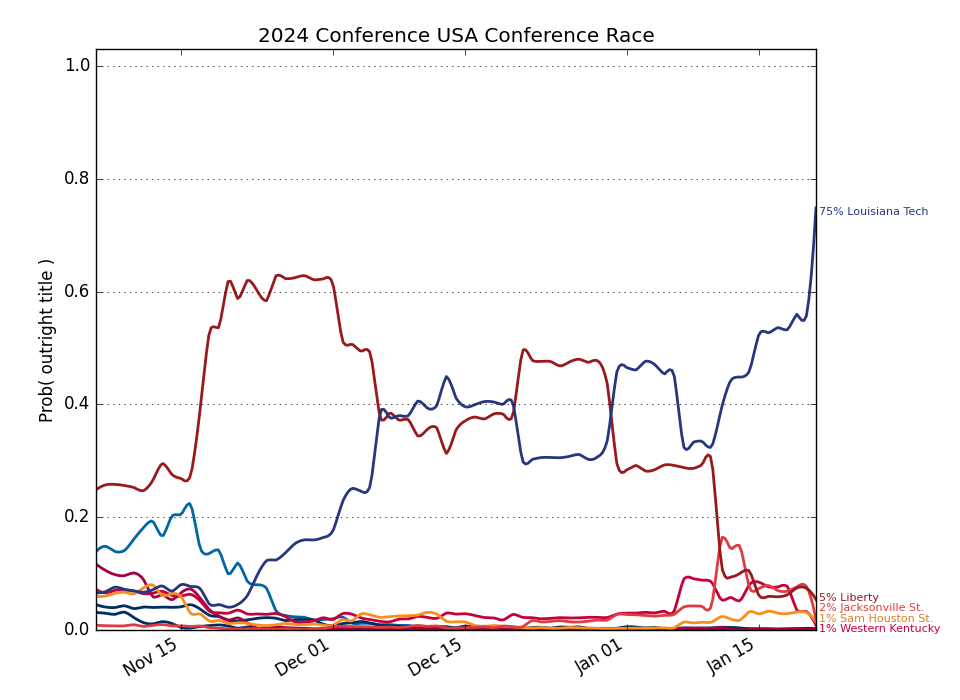 2024 Conference USA Conference Race
Prob( outright title )
1.0
0.8
0.6
0.4
0.2
0.0
Nov 15
Dec 01
Dec 15
Jan 01
Jan 15
75% Louisiana Tech
5% Liberty
2% Jacksonville St.
1% Sam Houston St.
1% Western Kentucky